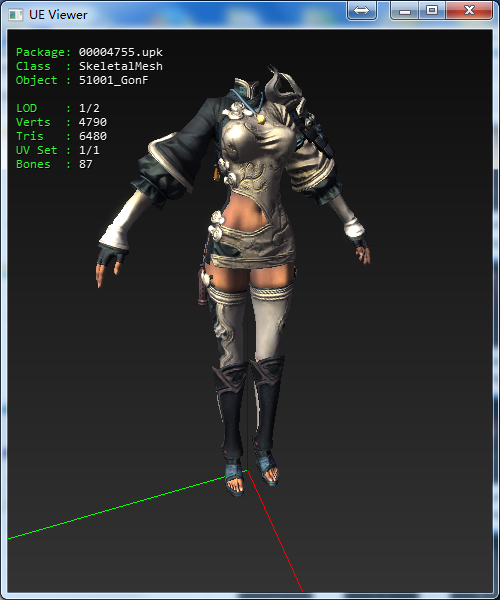 UE Viewer
Package: 00004755.upk
Class : SkeletalMesh
Object : 51001_GonF
LOD : 1/2
Verts : 4790
Tris : 6480
UV Set : 1/1
Bones : 87